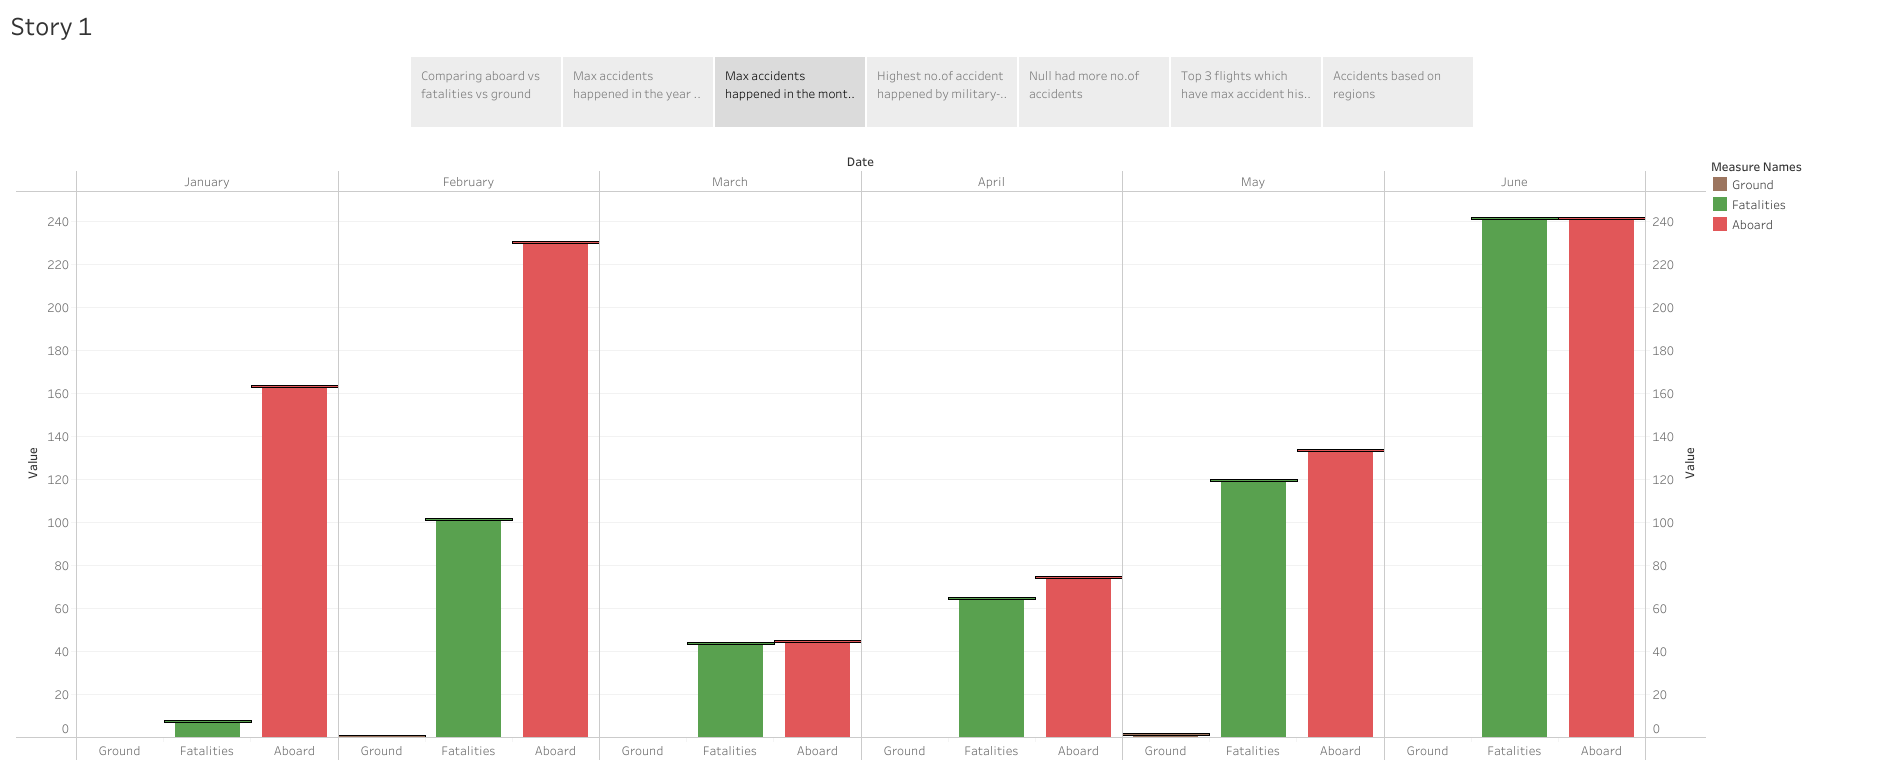 Story 1
Comparing aboard vs
fatalities vs ground
Max accidents
happened in the year ..
Max accidents
happened in the mont..
Highest no.of accident
happened by military-..
Null had more no.of
accidents
Top 3 flights which
have max accident his..
Accidents based on
regions
Date
January February March April May June
Measure Names
Ground
Fatalities
Aboard
Value
240
220
200
180
160
140
120
100
80
60
40
20
0
240
220
200
180
160
140
120
100
80
60
40
20
0
Value
Ground Fatalities Aboard Ground Fatalities Aboard Ground Fatalities Aboard Ground Fatalities Aboard Ground Fatalities Aboard Ground Fatalities Aboard